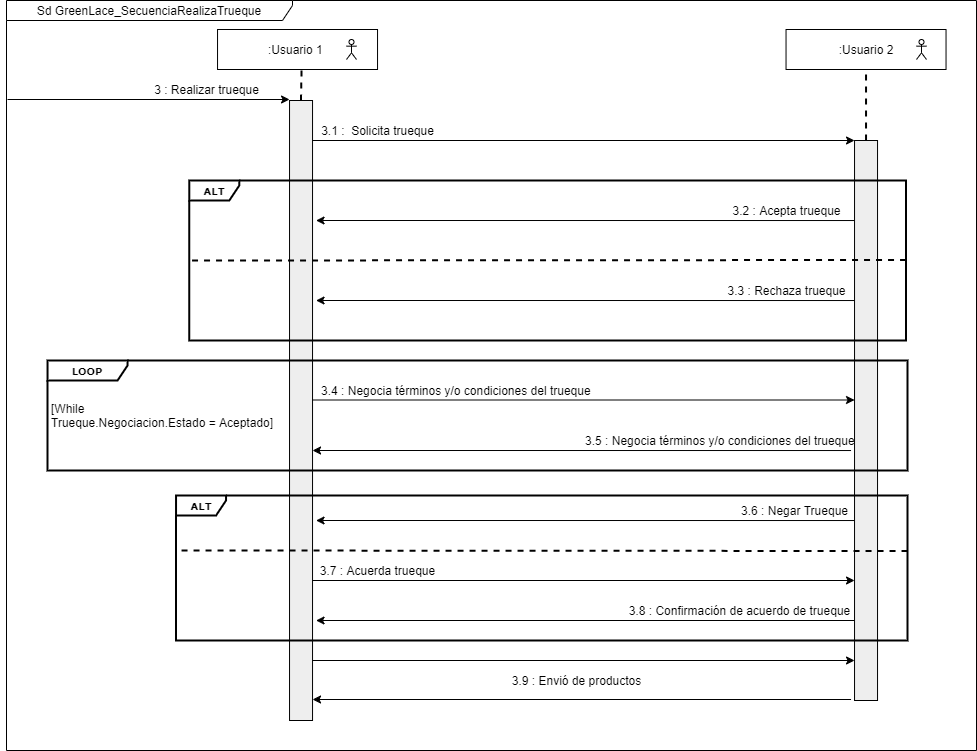 Sd GreenLace_SecuenciaRealizaTrueque
:Usuario 1
:Usuario 2
3 : Realizar trueque
3.1 : Solicita trueque
ALT
3.2 : Acepta trueque
3.3 : Rechaza trueque
LOOP
3.4 : Negocia términos y/o condiciones del trueque
[While
Trueque.Negociacion.Estado = Aceptado]
3.5 : Negocia términos y/o condiciones del trueque
ALT
3.6 : Negar Trueque
3.7 : Acuerda trueque
3.8 : Confirmación de acuerdo de trueque
3.9 : Envió de productos